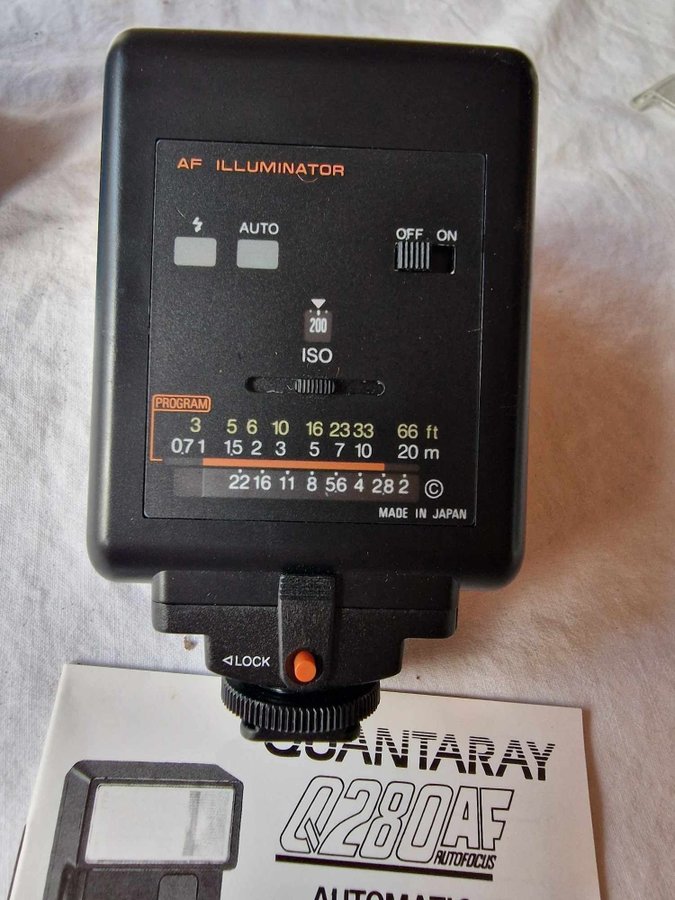 AF ILLUMINATOR
AUTO
OFF ON
200
ISO
PROGRAM
3 5 6 10 16 23 33 66 ft
0.7 1 1.5 2 3 5 7 10 20 m
22 16 11 8 5.6 4 2.8 2 ©
MADE IN JAPAN
◁LOCK
QUANTARAY
Q280AF
AUTOFOCUS
AUTOMATIC